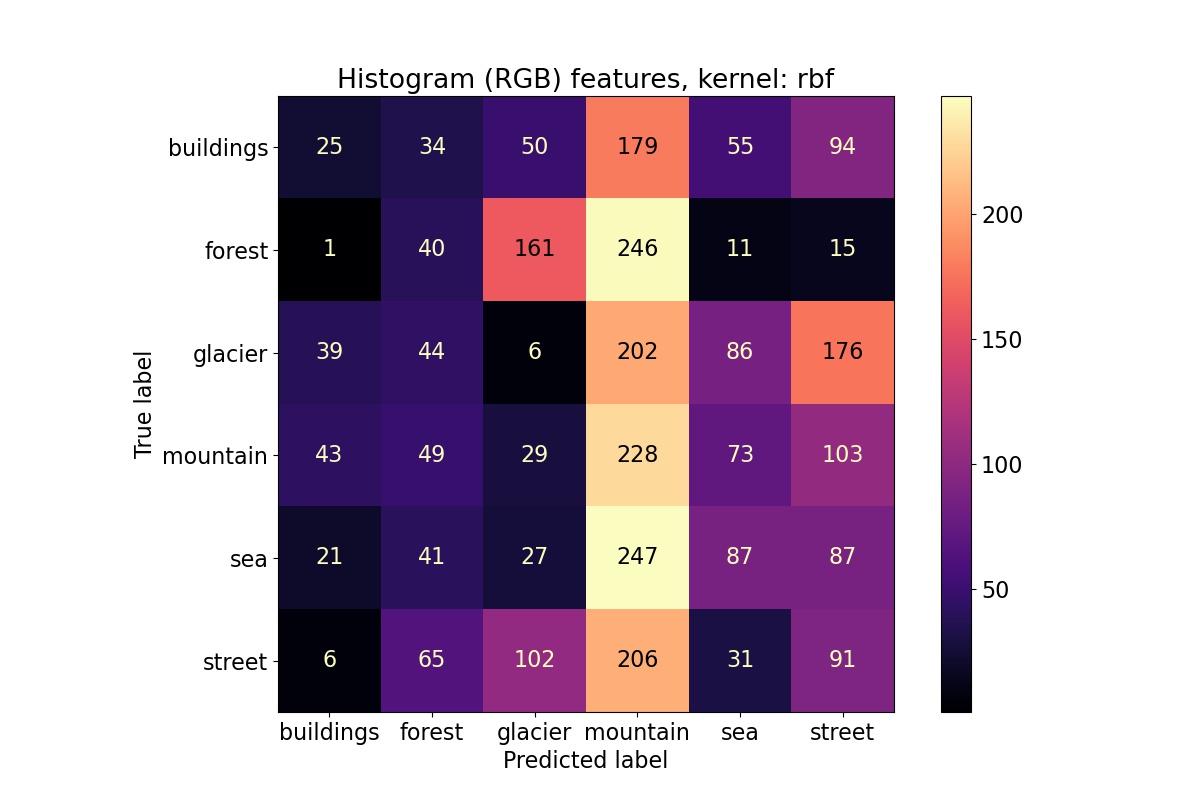 Histogram (RGB) features, kernel: rbf
buildings 25 34 50 179 55 94
forest 1 40 161 246 11 15
glacier 39 44 6 202 86 176
mountain 43 49 29 228 73 103
sea 21 41 27 247 87 87
street 6 65 102 206 31 91
buildings forest glacier mountain sea street
Predicted label
True label
200
150
100
50